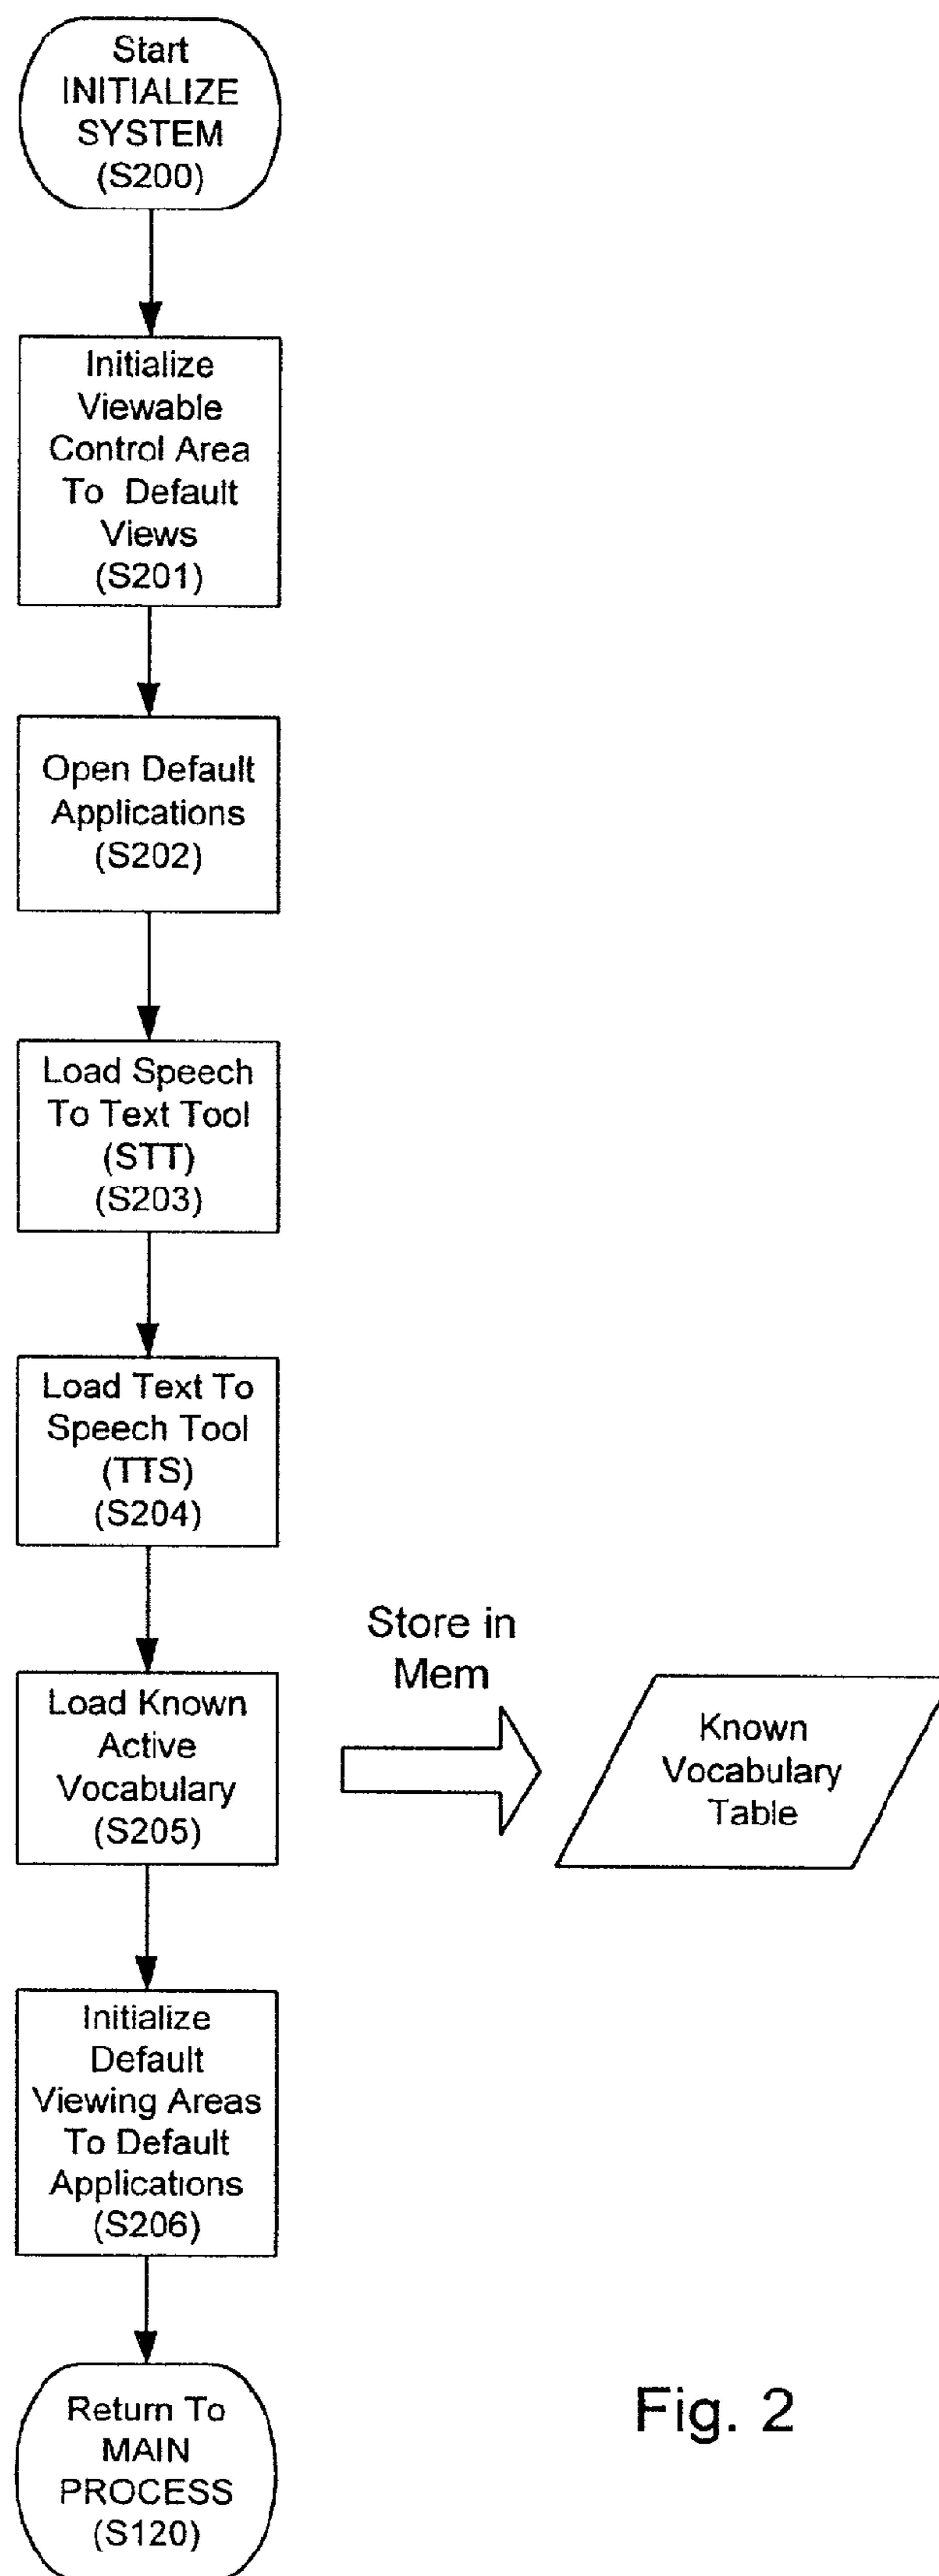 Start
INITIALIZE
SYSTEM
(S200)
Initialize
Viewable
Control Area
To Default
Views
(S201)
Open Default
Applications
(S202)
Load Speech
To Text Tool
(STT)
(S203)
Load Text To
Speech Tool
(TTS)
(S204)
Load Known
Active
Vocabulary
(S205)
Store in
Mem
Known
Vocabulary
Table
Initialize
Default
Viewing Areas
To Default
Applications
(S206)
Return To
MAIN
PROCESS
(S120)
Fig. 2